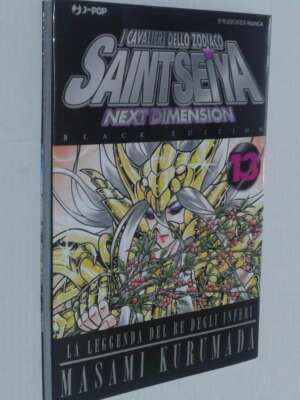 J-POP
MANGA
I CAVALIERI DELLO ZODIACO
SAINT SEIYA
NEXT DIMENSION
BLACK EDITION
13
LA LEGGENDA DEL RE DEGLI INFERI
MASAMI KURUMADA